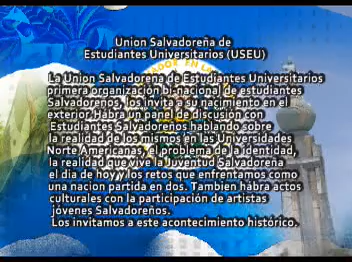 Union Salvadoreña de
Estudiantes Universitarios (USEU)
La Union Salvadoreña de Estudiantes Universitarios
primera organización bi-nacional de estudiantes
Salvadoreños, los invita a su nacimiento en el
exterior. Habra un panel de discusión con
Estudiantes Salvadoreños hablando sobre
la realidad de los mismos en las Universidades
Norte Americanas, el problema de la identidad,
la realidad que vive la Juventud Salvadoreña
el dia de hoy y los retos que enfrentamos como
una nacion partida en dos. Tambien habra actos
culturales con la participación de artistas
jóvenes Salvadoreños.
Los invitamos a este acontecimiento histórico.